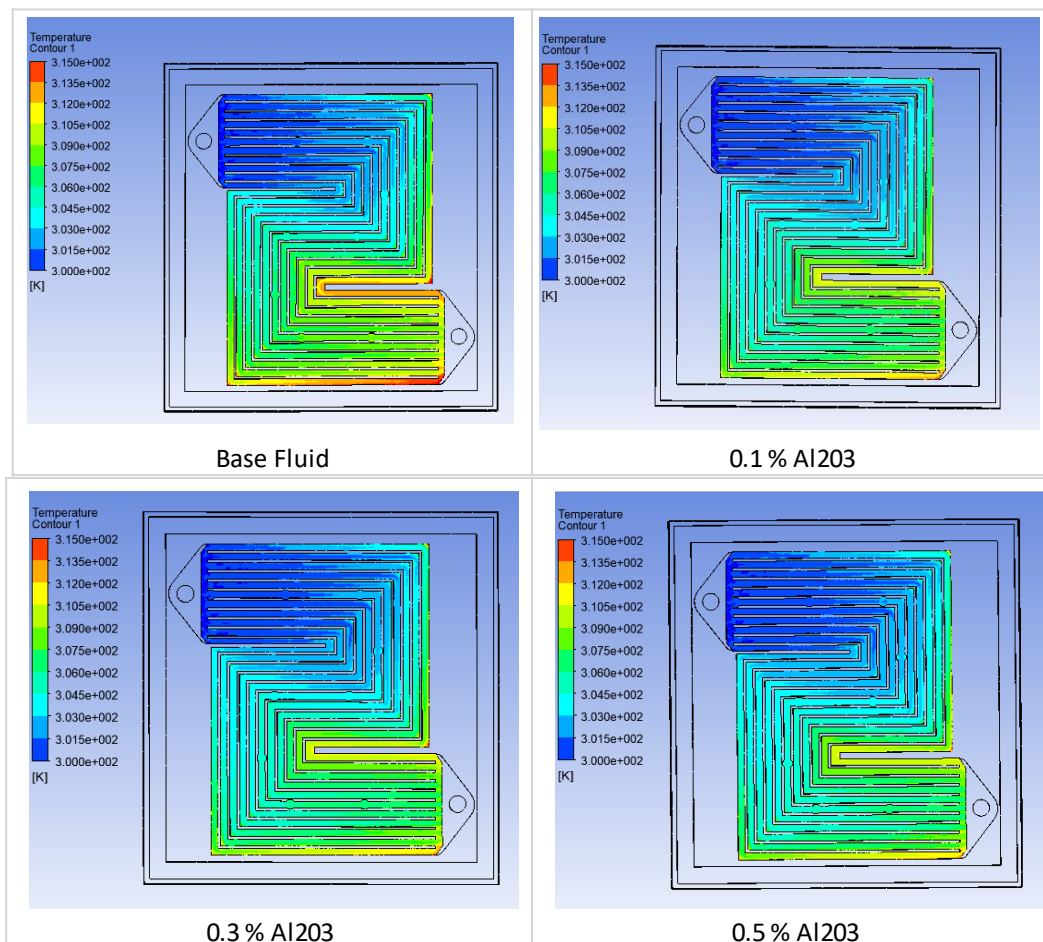 Temperature
Contour 1
3.150e+002
3.135e+002
3.120e+002
3.105e+002
3.090e+002
3.075e+002
3.060e+002
3.045e+002
3.030e+002
3.015e+002
3.000e+002
[K]
Base Fluid
Temperature
Contour 1
3.150e+002
3.135e+002
3.120e+002
3.105e+002
3.090e+002
3.075e+002
3.060e+002
3.045e+002
3.030e+002
3.015e+002
3.000e+002
[K]
0.1 % Al203
Temperature
Contour 1
3.150e+002
3.135e+002
3.120e+002
3.105e+002
3.090e+002
3.075e+002
3.060e+002
3.045e+002
3.030e+002
3.015e+002
3.000e+002
[K]
0.3 % Al203
Temperature
Contour 1
3.150e+002
3.135e+002
3.120e+002
3.105e+002
3.090e+002
3.075e+002
3.060e+002
3.045e+002
3.030e+002
3.015e+002
3.000e+002
[K]
0.5 % Al203